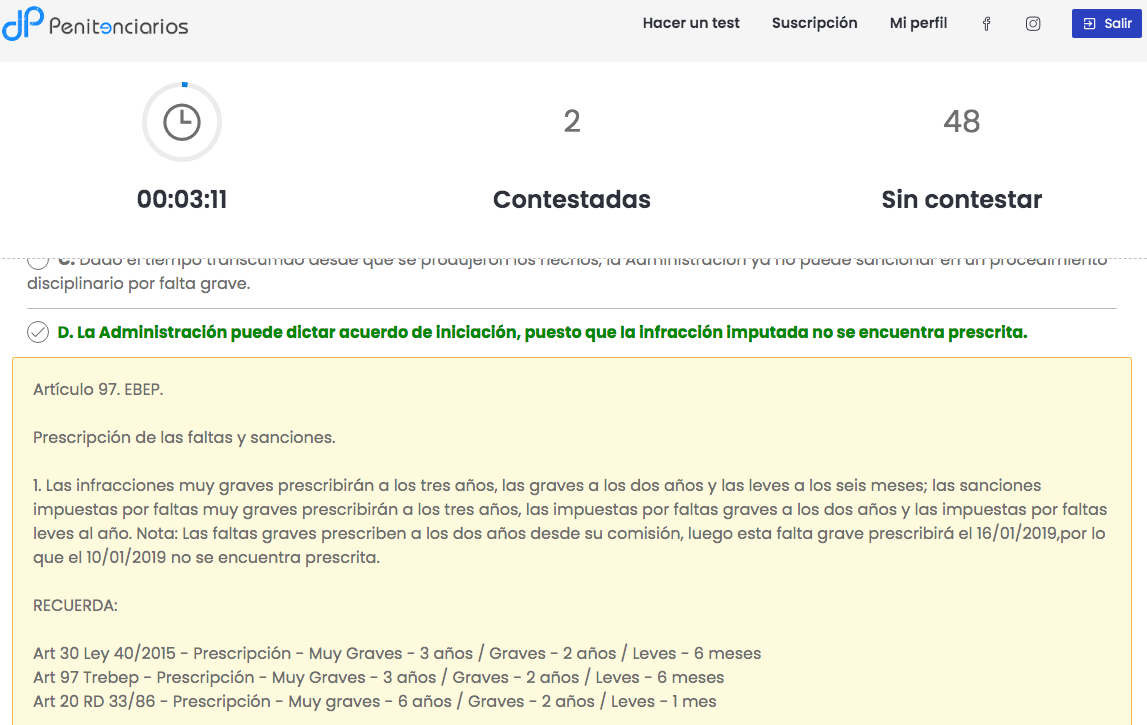 dP Penitenciarios
Hacer un test
Suscripción
Mi perfil
Salir
2
48
00:03:11
Contestadas
Sin contestar
C. Dado el tiempo transcurrido desde que se produjeron los hechos, la Administración ya no puede sancionar en un procedimiento
disciplinario por falta grave.
D. La Administración puede dictar acuerdo de iniciación, puesto que la infracción imputada no se encuentra prescrita.
Artículo 97. EBEP.
Prescripción de las faltas y sanciones.
1. Las infracciones muy graves prescribirán a los tres años, las graves a los dos años y las leves a los seis meses; las sanciones
impuestas por faltas muy graves prescribirán a los tres años, las impuestas por faltas graves a los dos años y las impuestas por faltas
leves al año. Nota: Las faltas graves prescriben a los dos años desde su comisión, luego esta falta grave prescribirá el 16/01/2019,por lo
que el 10/01/2019 no se encuentra prescrita.
RECUERDA:
Art 30 Ley 40/2015 - Prescripción - Muy Graves - 3 años / Graves - 2 años / Leves - 6 meses
Art 97 Trebep - Prescripción - Muy Graves - 3 años / Graves - 2 años / Leves - 6 meses
Art 20 RD 33/86 - Prescripción - Muy graves - 6 años / Graves - 2 años / Leves - 1 mes